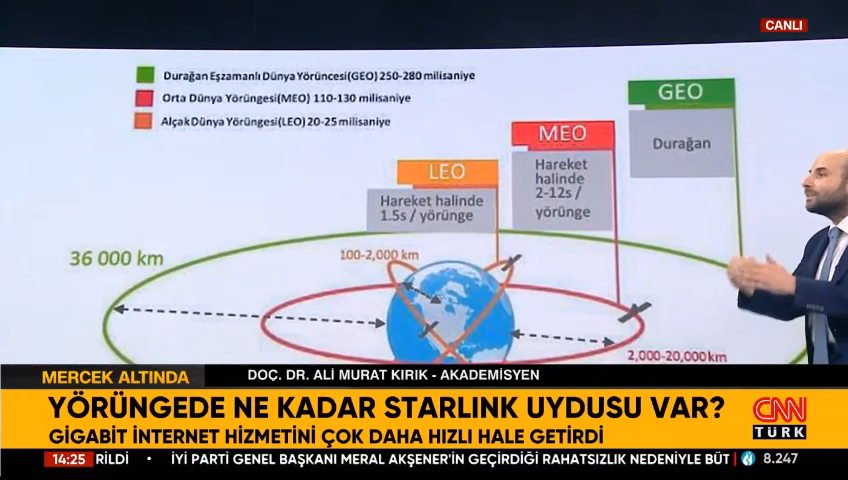 CANLI
Durağan Eşzamanlı Dünya Yörüncesi(GEO) 250-280 milisaniye
Orta Dünya Yörüngesi(MEO) 110-130 milisaniye
Alçak Dünya Yörüngesi(LEO) 20-25 milisaniye
GEO
Durağan
MEO
Hareket
halinde
2-12s /
yörünge
LEO
Hareket halinde
1.5s / yörünge
36 000 km
100-2,000 km
2,000-20,000km
MERCEK ALTINDA
DOÇ. DR. ALİ MURAT KIRIK - AKADEMİSYEN
YÖRÜNGEDE NE KADAR STARLINK UYDUSU VAR?
GİGABİT İNTERNET HİZMETİNİ ÇOK DAHA HIZLI HALE GETİRDİ
CNN
TÜRK
14:25 RİLDİ • İYİ PARTİ GENEL BAŞKANI MERAL AKŞENER'İN GEÇİRDİĞİ RAHATSIZLIK NEDENİYLE BÜT 8.247